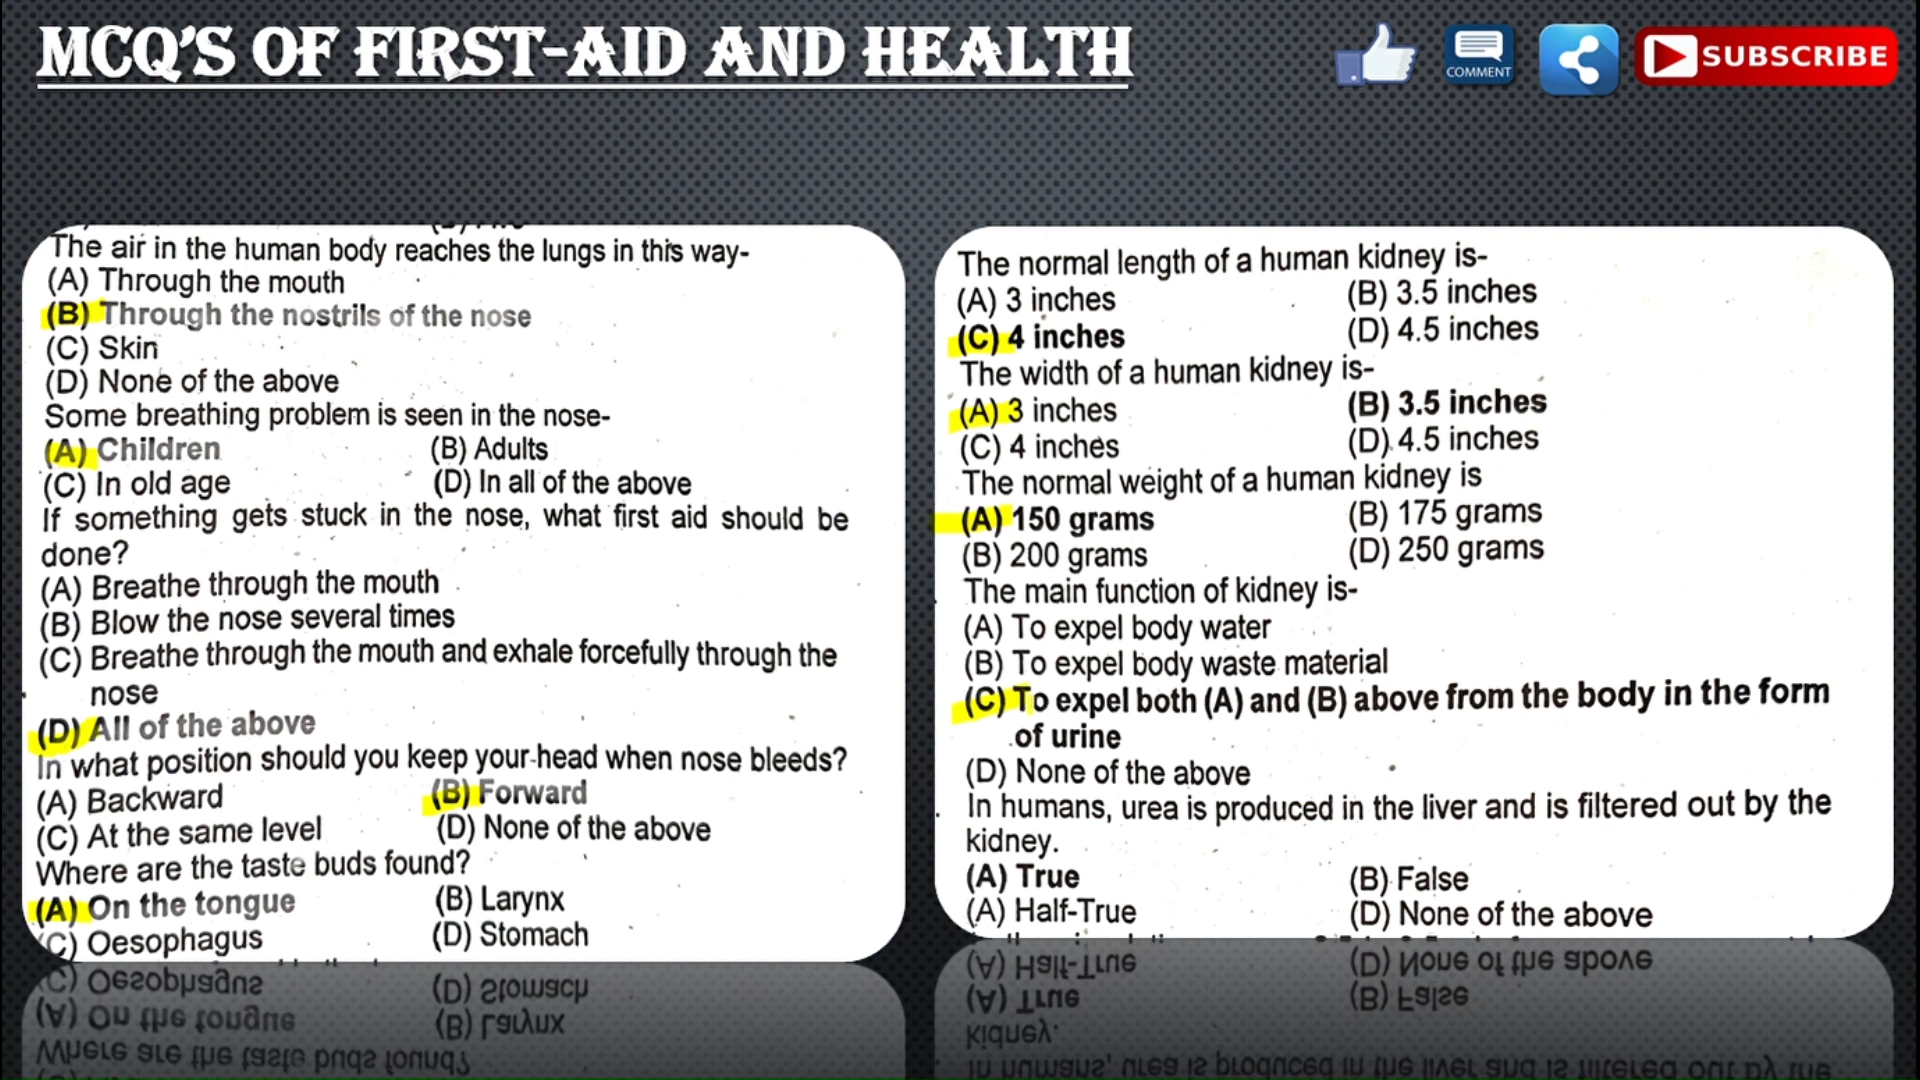 MCQ'S OF FIRST-AID AND HEALTH
COMMENT
SUBSCRIBE
The air in the human body reaches the lungs in this way-
(A) Through the mouth
(B) Through the nostrils of the nose
(C) Skin
(D) None of the above
Some breathing problem is seen in the nose-
(A) Children (B) Adults
(C) In old age (D) In all of the above
If something gets stuck in the nose, what first aid should be
done?
(A) Breathe through the mouth
(B) Blow the nose several times
(C) Breathe through the mouth and exhale forcefully through the
nose
(D) All of the above
In what position should you keep your head when nose bleeds?
(A) Backward (B) Forward
(C) At the same level (D) None of the above
Where are the taste buds found?
(A) On the tongue (B) Larynx
(C) Oesophagus (D) Stomach
The normal length of a human kidney is-
(A) 3 inches (B) 3.5 inches
(C) 4 inches (D) 4.5 inches
The width of a human kidney is-
(A) 3 inches (B) 3.5 inches
(C) 4 inches (D) 4.5 inches
The normal weight of a human kidney is
(A) 150 grams (B) 175 grams
(B) 200 grams (D) 250 grams
The main function of kidney is-
(A) To expel body water
(B) To expel body waste material
(C) To expel both (A) and (B) above from the body in the form
of urine
(D) None of the above
In humans, urea is produced in the liver and is filtered out by the
kidney.
(A) True (B) False
(A) Half-True (D) None of the above